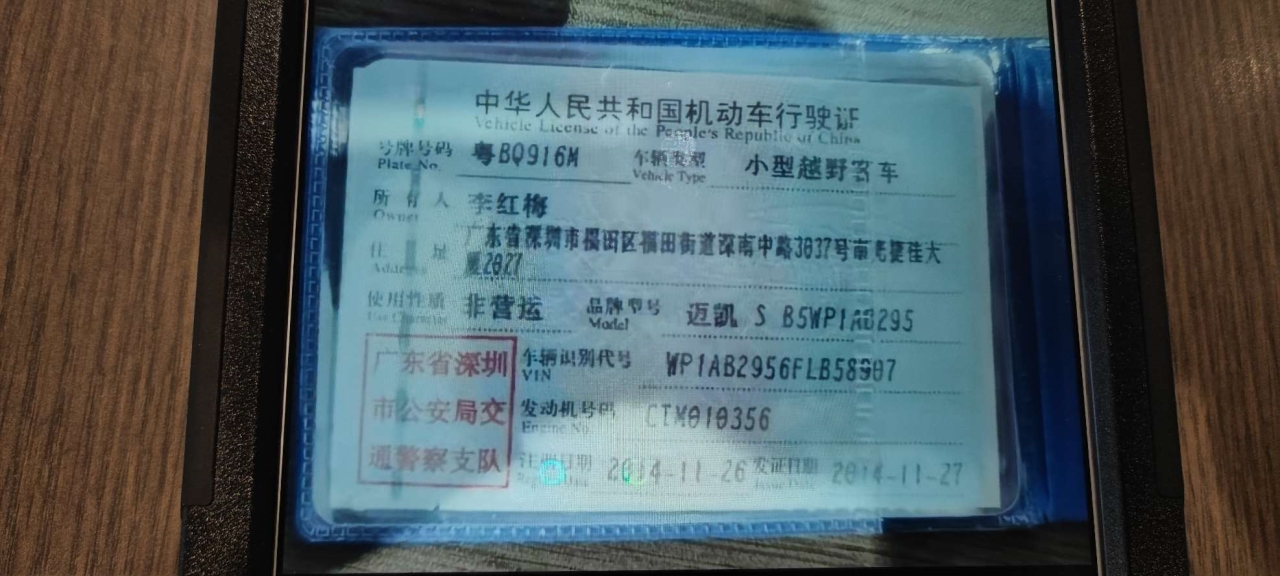 中华人民共和国机动车行驶证
Vehicle License of the People's Republic of China
号牌号码 粤BQ916M 车辆类型 小型越野客车
Plate No. Vehicle Type
所有人 李红梅
Owner
住址 广东省深圳市福田区福田街道深南中路3037号南光捷佳大
Address 厦2027
使用性质 非营运 品牌型号 迈凯 S B5WP1AB295
Use Character Model
广东省深圳 车辆识别代号 WP1AB2956FLB58907
VIN
市公安局交 发动机号码 CTM010356
Engine No.
通警察支队 注册日期 2014-11-26 发证日期 2014-11-27
Issue Date